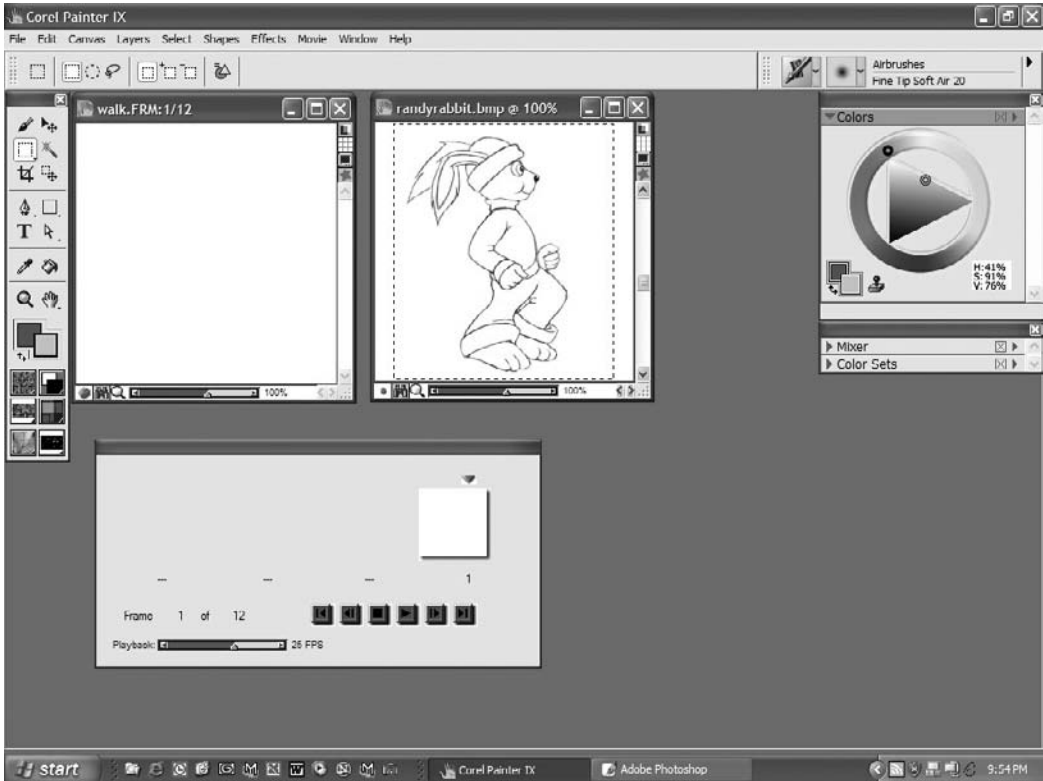 Corel Painter IX
File Edit Canvas Layers Select Shapes Effects Movie Window Help
Airbrushes
Fine Tip Soft Air 20
walk.FRM: 1/12
randyrabbit.bmp @ 100%
Colors
T
H: 41%
S: 91%
V: 76%
Mixer
Color Sets
100%
100%
--- --- --- 1
Frame 1 of 12
Playback: 25 FPS
start
Corel Painter IX
Adobe Photoshop
9:54 PM